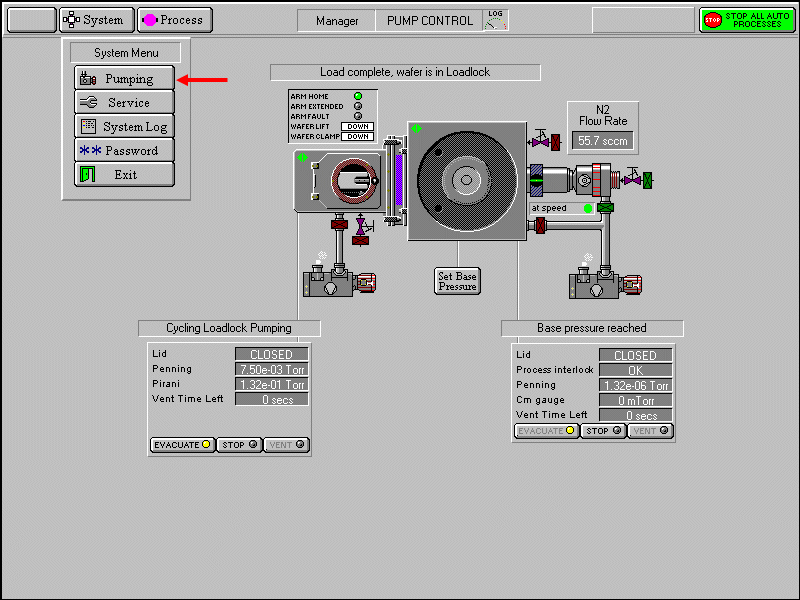 System
Process
Manager
PUMP CONTROL
LOG
STOP
STOP ALL AUTO
PROCESSES
System Menu
Pumping
Service
System Log
** Password
Exit
Load complete, wafer is in Loadlock
ARM HOME
ARM EXTENDED
ARM FAULT
WAFER LIFT DOWN
WAFER CLAMP DOWN
N2
Flow Rate
55.7 sccm
at speed
Set Base
Pressure
Cycling Loadlock Pumping
Lid CLOSED
Penning 7.50e-03 Torr
Pirani 1.32e-01 Torr
Vent Time Left 0 secs
EVACUATE STOP VENT
Base pressure reached
Lid CLOSED
Process interlock OK
Penning 1.32e-06 Torr
Cm gauge 0 mTorr
Vent Time Left 0 secs
EVACUATE STOP VENT